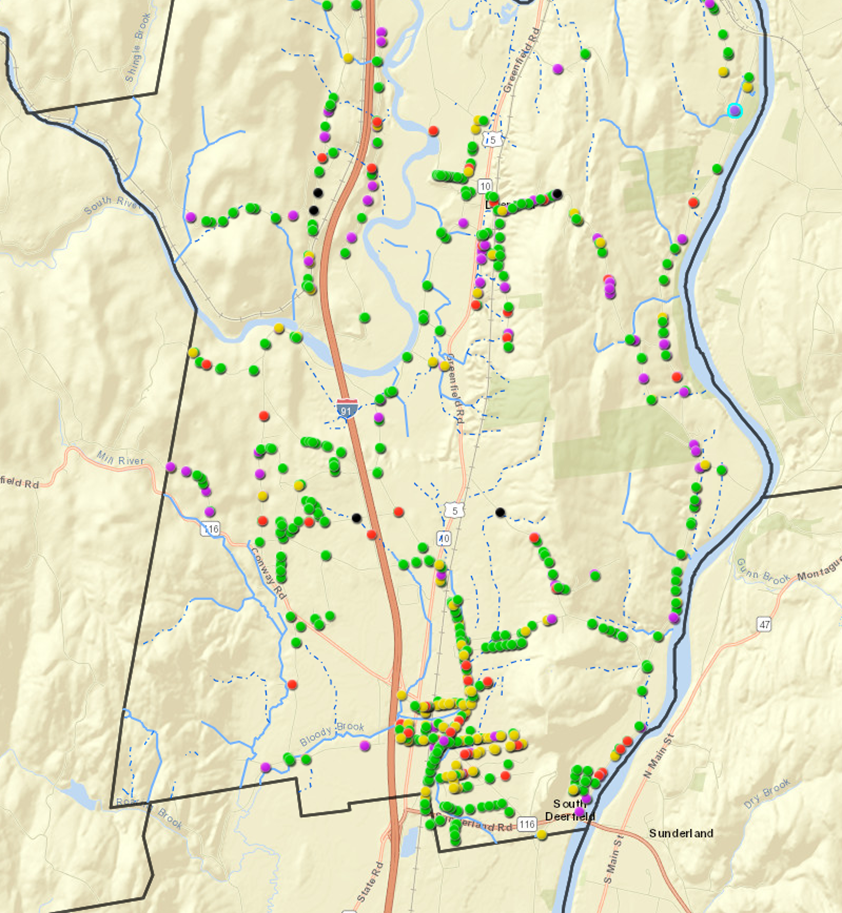 Shingle Brook
Greenfield Rd
5
10
South River
Greenfield Rd
91
Mill River
field Rd
116
5
10
Conway Rd
Gunn Brook
Montague
47
Bloody Brook
N Main St
Dry Brook
Brook
South
Deerfield
116
Sunderland
S Main St
State Rd